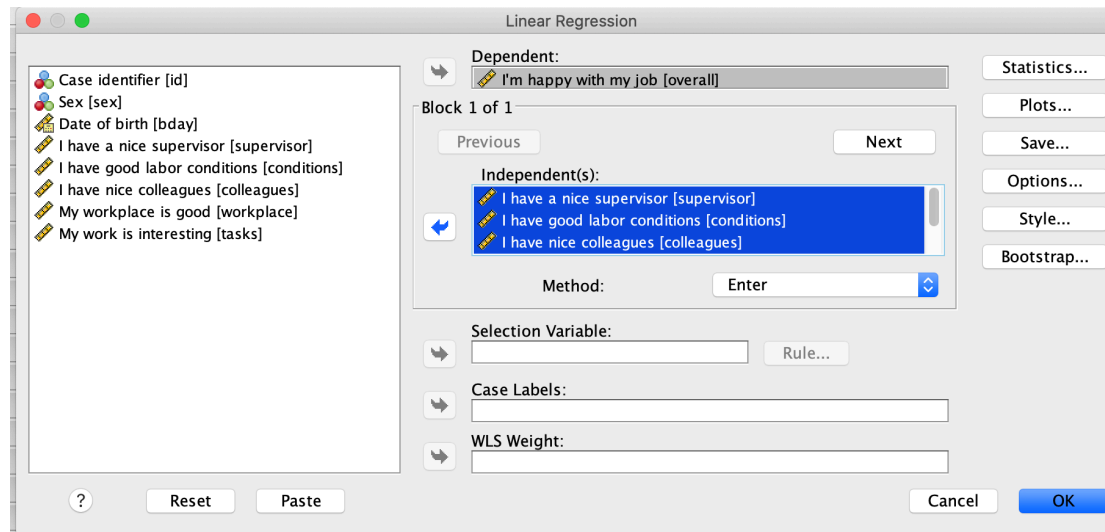 Linear Regression
Case identifier [id]
Sex [sex]
Date of birth [bday]
I have a nice supervisor [supervisor]
I have good labor conditions [conditions]
I have nice colleagues [colleagues]
My workplace is good [workplace]
My work is interesting [tasks]
Dependent:
I'm happy with my job [overall]
Block 1 of 1
Previous
Next
Independent(s):
I have a nice supervisor [supervisor]
I have good labor conditions [conditions]
I have nice colleagues [colleagues]
Method:
Enter
Selection Variable:
Rule...
Case Labels:
WLS Weight:
Statistics...
Plots...
Save...
Options...
Style...
Bootstrap...
?
Reset
Paste
Cancel
OK